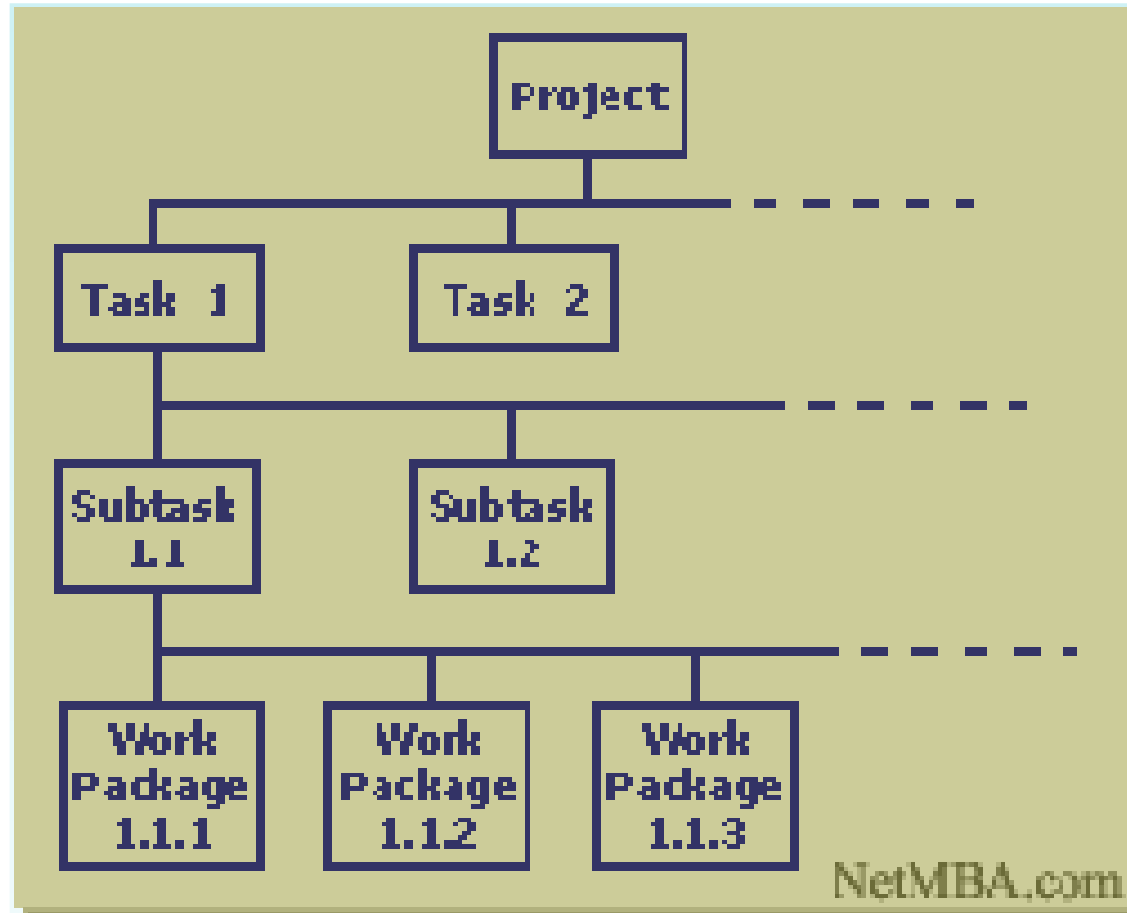 Project
Task 1
Task 2
Subtask
1.1
Subtask
1.2
Work
Package
1.1.1
Work
Package
1.1.2
Work
Package
1.1.3
NetMBA.com